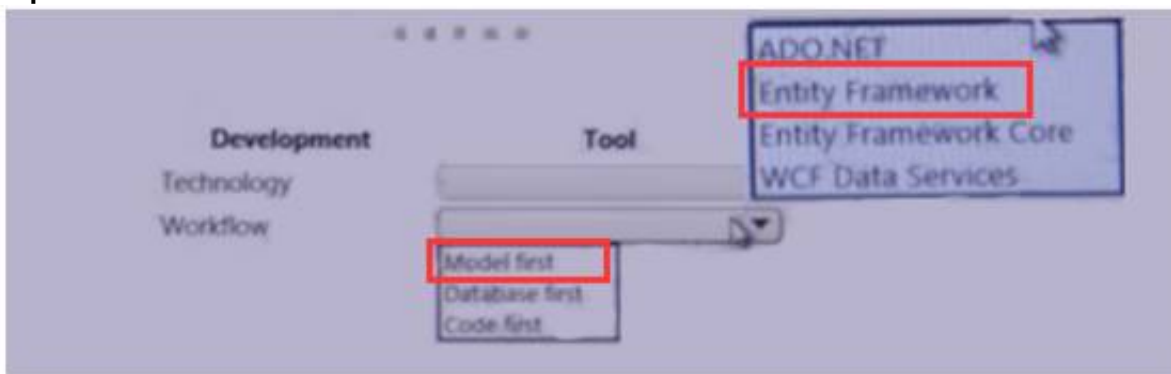 ADO.NET
Entity Framework
Entity Framework Core
WCF Data Services
Development Tool
Technology
Workflow
Model first
Database first
Code first